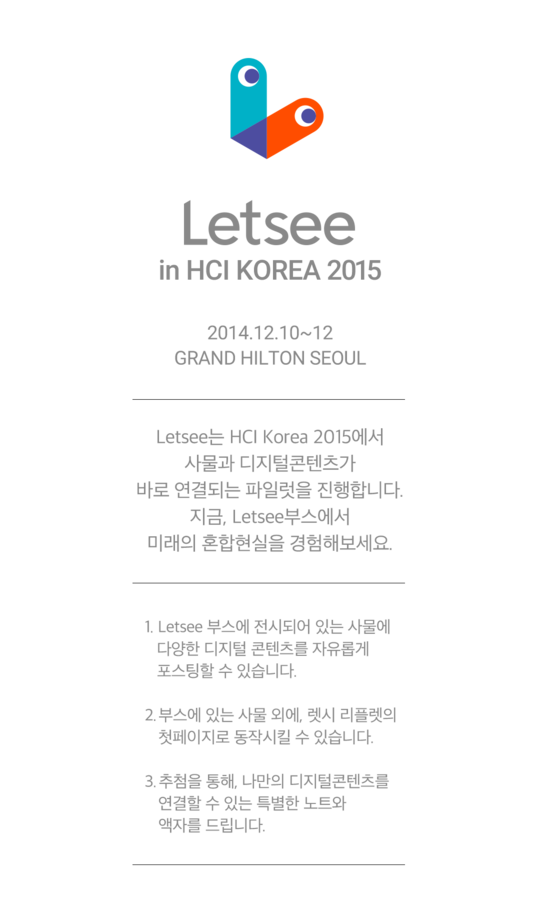 Letsee
in HCI KOREA 2015
2014.12.10~12
GRAND HILTON SEOUL
Letsee는 HCI Korea 2015에서
사물과 디지털콘텐츠가
바로 연결되는 파일럿을 진행합니다.
지금, Letsee부스에서
미래의 혼합현실을 경험해보세요.
1. Letsee 부스에 전시되어 있는 사물에
다양한 디지털 콘텐츠를 자유롭게
포스팅할 수 있습니다.
2. 부스에 있는 사물 외에, 렛시 리플렛의
첫페이지로 동작시킬 수 있습니다.
3. 추첨을 통해, 나만의 디지털콘텐츠를
연결할 수 있는 특별한 노트와
액자를 드립니다.